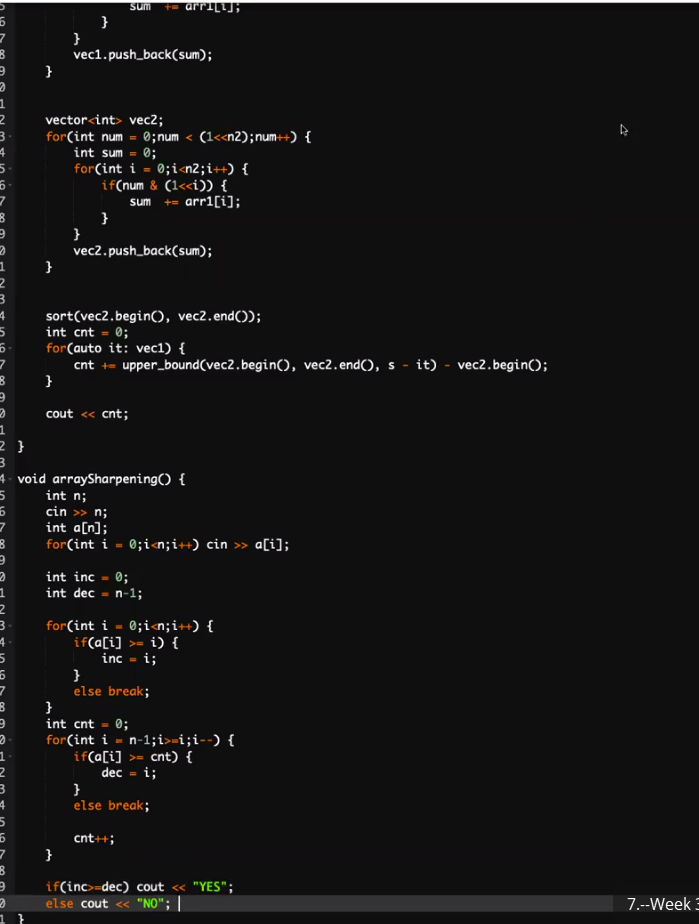 5 sum += arr1[i];
6 }
7 }
8 vec1.push_back(sum);
9 }
0
1
2 vector<int> vec2;
3 for(int num = 0;num < (1<<n2);num++) {
4 int sum = 0;
5 for(int i = 0;i<n2;i++) {
6 if(num & (1<<i)) {
7 sum += arr1[i];
8 }
9 }
0 vec2.push_back(sum);
1 }
2
3
4 sort(vec2.begin(), vec2.end());
5 int cnt = 0;
6 for(auto it: vec1) {
7 cnt += upper_bound(vec2.begin(), vec2.end(), s - it) - vec2.begin();
8 }
9
0 cout << cnt;
1
2 }
3
4 void arraySharpening() {
5 int n;
6 cin >> n;
7 int a[n];
8 for(int i = 0;i<n;i++) cin >> a[i];
9
0 int inc = 0;
1 int dec = n-1;
2
3 for(int i = 0;i<n;i++) {
4 if(a[i] >= i) {
5 inc = i;
6 }
7 else break;
8 }
9 int cnt = 0;
0 for(int i = n-1;i>=i;i--) {
1 if(a[i] >= cnt) {
2 dec = i;
3 }
4 else break;
5
6 cnt++;
7 }
8
9 if(inc>=dec) cout << "YES";
0 else cout << "NO";
1 }
7.--Week 3